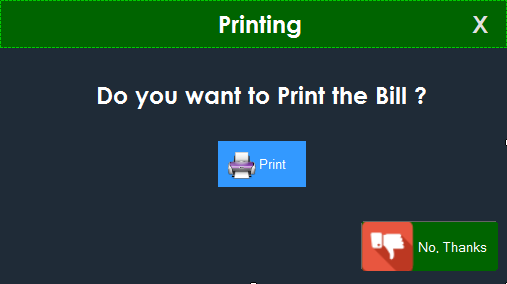 Printing X
Do you want to Print the Bill ?
Print
No, Thanks